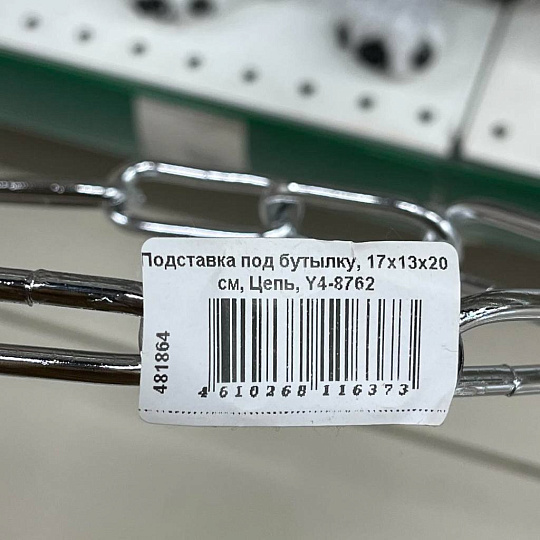 Подставка под бутылку, 17х13х20
см, Цепь, Y4-8762
481864
4 610268 116373